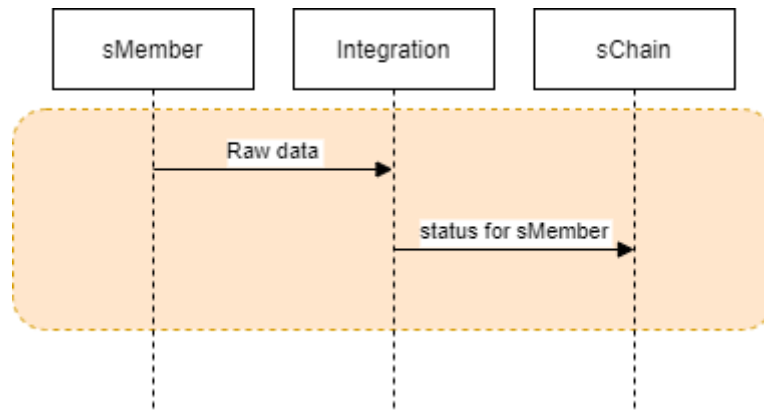 sMember
Integration
sChain
Raw data
status for sMember